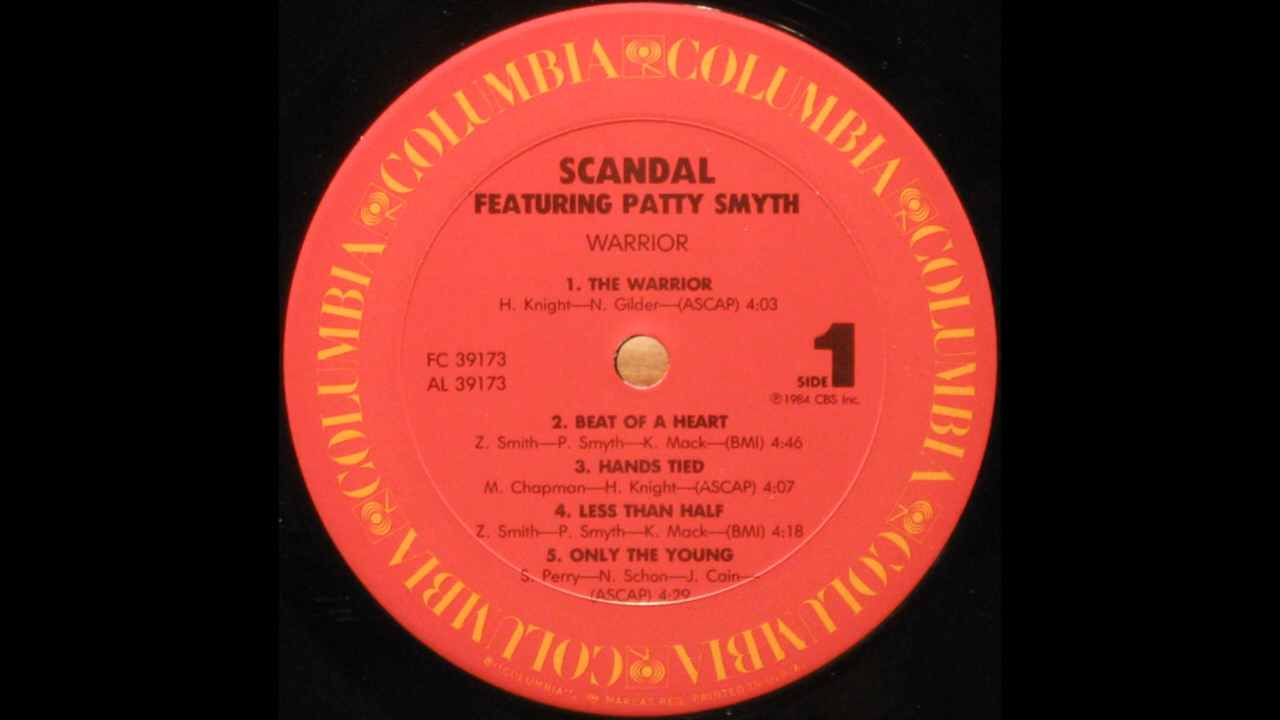 COLUMBIA COLUMBIA COLUMBIA COLUMBIA COLUMBIA COLUMBIA
SCANDAL
FEATURING PATTY SMYTH
WARRIOR
1. THE WARRIOR
H. Knight—N. Gilder—(ASCAP) 4:03
FC 39173
AL 39173
SIDE 1
℗1984 CBS Inc.
2. BEAT OF A HEART
Z. Smith—P. Smyth—K. Mack—(BMI) 4:46
3. HANDS TIED
M. Chapman—H. Knight—(ASCAP) 4:07
4. LESS THAN HALF
Z. Smith—P. Smyth—K. Mack—(BMI) 4:18
5. ONLY THE YOUNG
S. Perry—N. Schon—J. Cain—
(ASCAP) 4:29
®"COLUMBIA", MARCAS REG. PRINTED IN U.S.A.